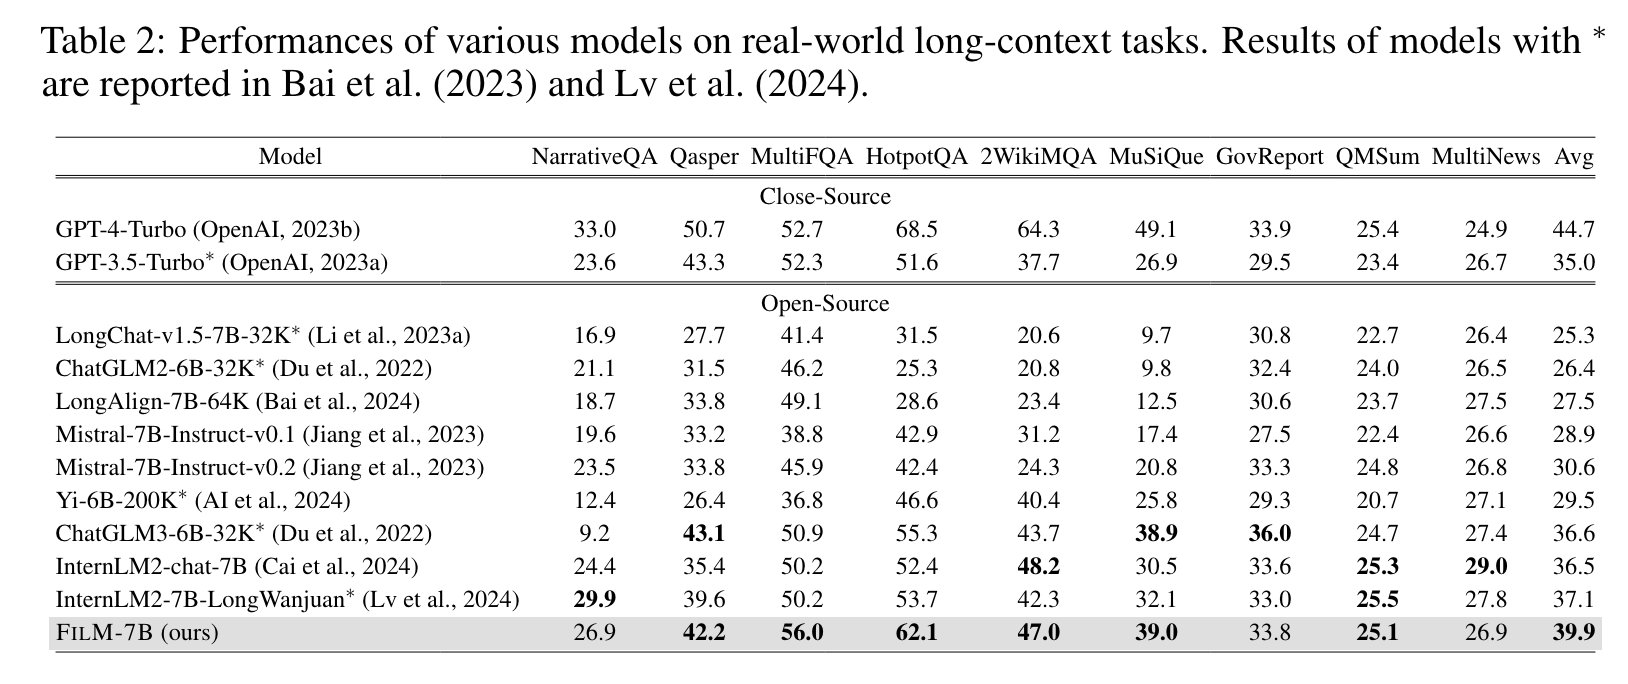 Table 2: Performances of various models on real-world long-context tasks. Results of models with *
are reported in Bai et al. (2023) and Lv et al. (2024).
Model NarrativeQA Qasper MultiFQA HotpotQA 2WikiMQA MuSiQue GovReport QMSum MultiNews Avg
Close-Source
GPT-4-Turbo (OpenAI, 2023b) 33.0 50.7 52.7 68.5 64.3 49.1 33.9 25.4 24.9 44.7
GPT-3.5-Turbo* (OpenAI, 2023a) 23.6 43.3 52.3 51.6 37.7 26.9 29.5 23.4 26.7 35.0
Open-Source
LongChat-v1.5-7B-32K* (Li et al., 2023a) 16.9 27.7 41.4 31.5 20.6 9.7 30.8 22.7 26.4 25.3
ChatGLM2-6B-32K* (Du et al., 2022) 21.1 31.5 46.2 25.3 20.8 9.8 32.4 24.0 26.5 26.4
LongAlign-7B-64K (Bai et al., 2024) 18.7 33.8 49.1 28.6 23.4 12.5 30.6 23.7 27.5 27.5
Mistral-7B-Instruct-v0.1 (Jiang et al., 2023) 19.6 33.2 38.8 42.9 31.2 17.4 27.5 22.4 26.6 28.9
Mistral-7B-Instruct-v0.2 (Jiang et al., 2023) 23.5 33.8 45.9 42.4 24.3 20.8 33.3 24.8 26.8 30.6
Yi-6B-200K* (AI et al., 2024) 12.4 26.4 36.8 46.6 40.4 25.8 29.3 20.7 27.1 29.5
ChatGLM3-6B-32K* (Du et al., 2022) 9.2 43.1 50.9 55.3 43.7 38.9 36.0 24.7 27.4 36.6
InternLM2-chat-7B (Cai et al., 2024) 24.4 35.4 50.2 52.4 48.2 30.5 33.6 25.3 29.0 36.5
InternLM2-7B-LongWanjuan* (Lv et al., 2024) 29.9 39.6 50.2 53.7 42.3 32.1 33.0 25.5 27.8 37.1
FILM-7B (ours) 26.9 42.2 56.0 62.1 47.0 39.0 33.8 25.1 26.9 39.9